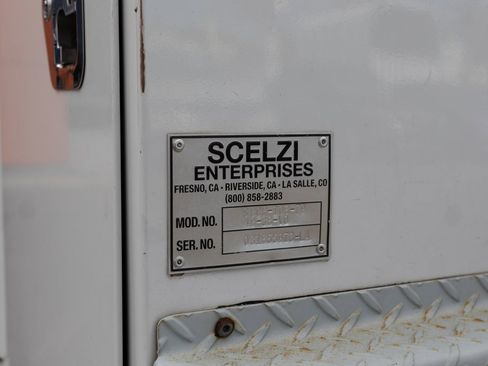 SCELZI
ENTERPRISES
FRESNO, CA • RIVERSIDE, CA • LA SALLE, CO
(800) 858-2883
MOD. NO.
SER. NO.